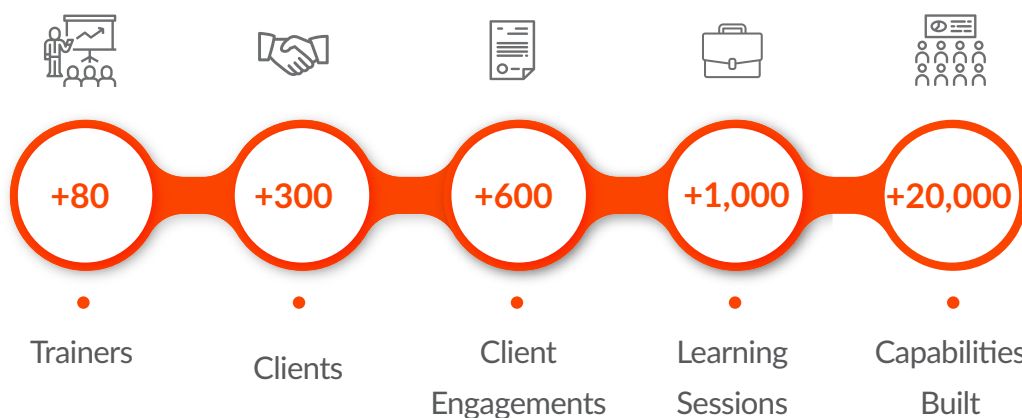 +80
+300
+600
+1,000
+20,000
Trainers
Clients
Client
Engagements
Learning
Sessions
Capabilities
Built